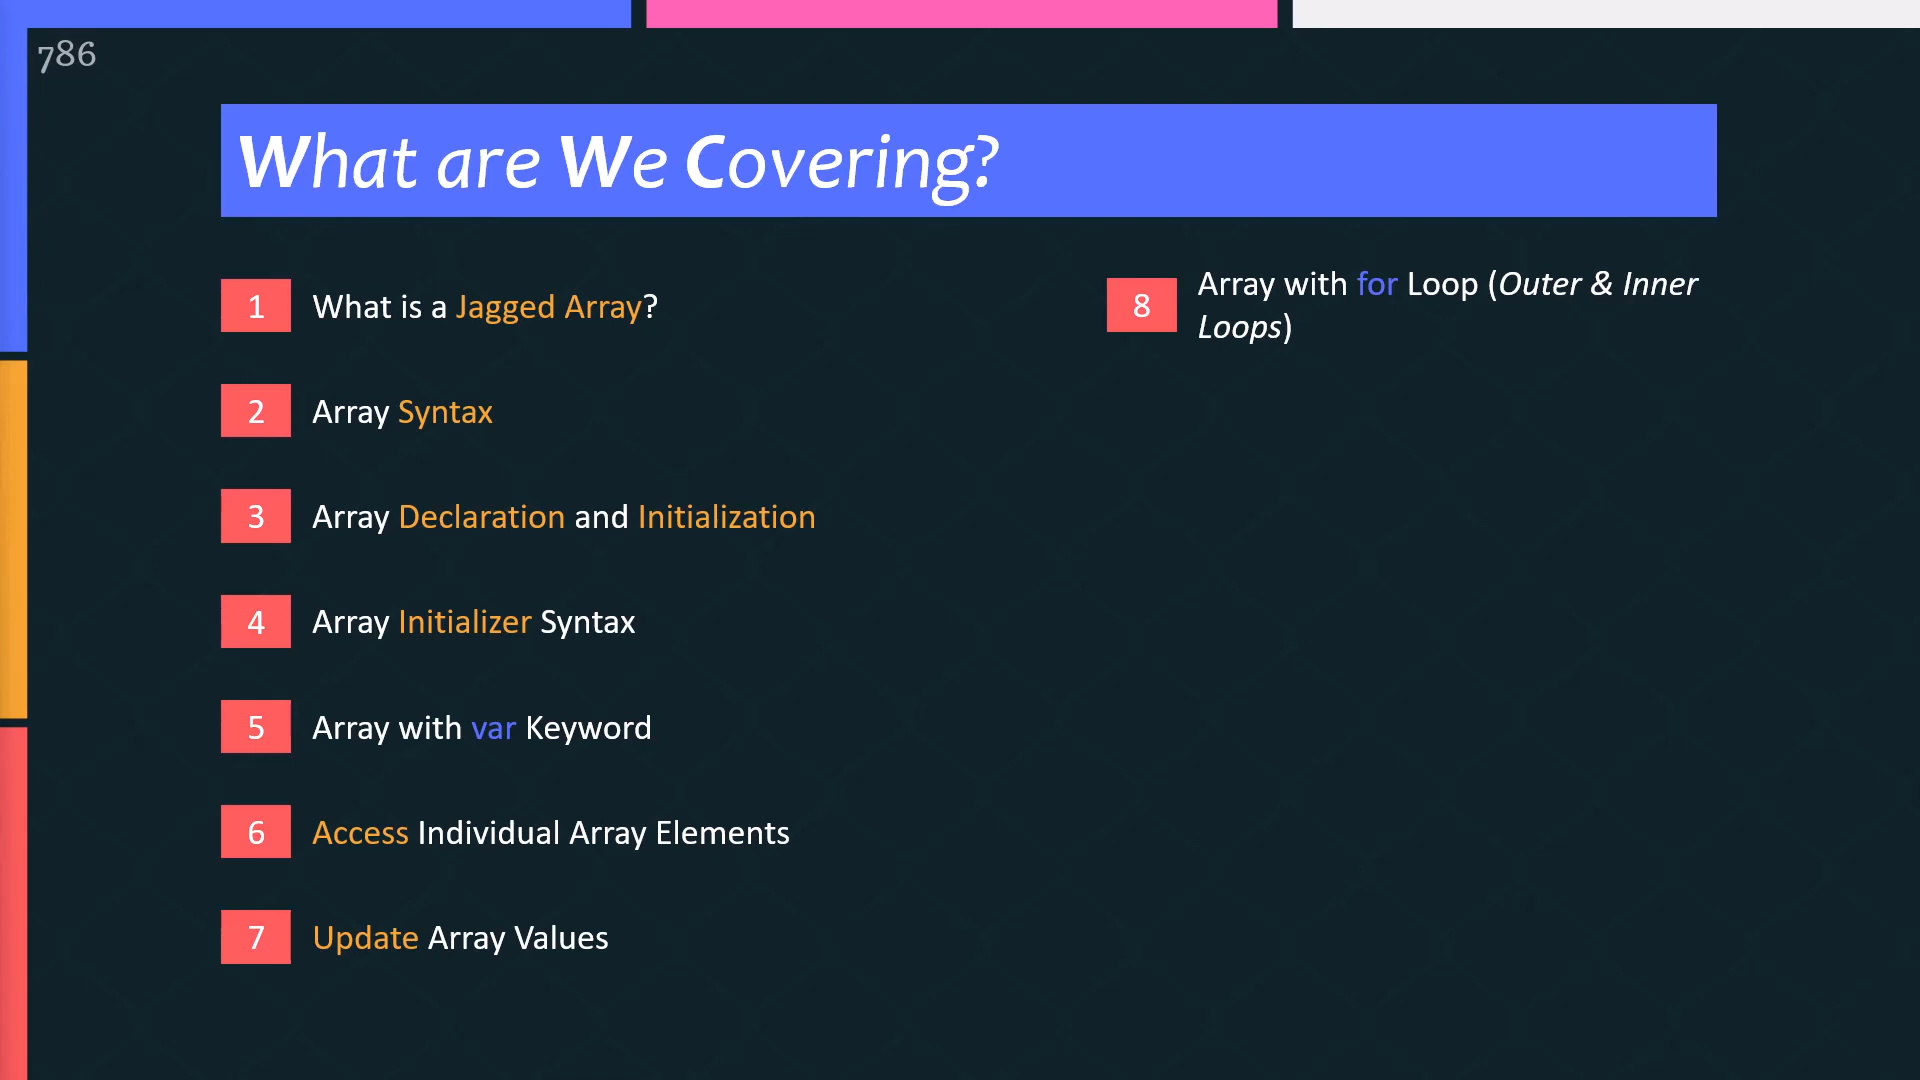 786
What are We Covering?
1 What is a Jagged Array?
2 Array Syntax
3 Array Declaration and Initialization
4 Array Initializer Syntax
5 Array with var Keyword
6 Access Individual Array Elements
7 Update Array Values
8 Array with for Loop (Outer & Inner
Loops)